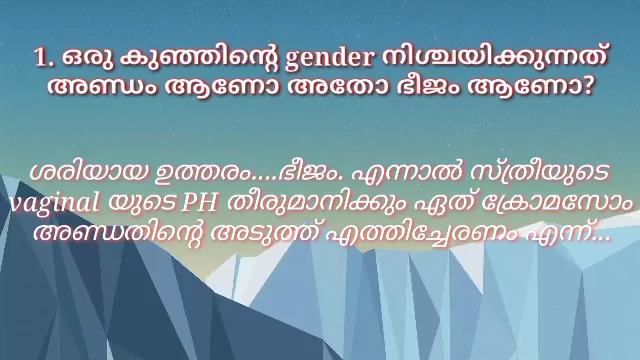 1. ഒരു കുഞ്ഞിന്റെ gender നിശ്ചയിക്കുന്നത്
അണ്ഡം ആണോ അതോ ഭീജം ആണോ?
ശരിയായ ഉത്തരം....ഭീജം. എന്നാൽ സ്ത്രീയുടെ
vaginal യുടെ PH തീരുമാനിക്കും ഏത് ക്രോമസോം
അണ്ഡതിന്റെ അടുത്ത് എത്തിച്ചേരണം എന്ന്...